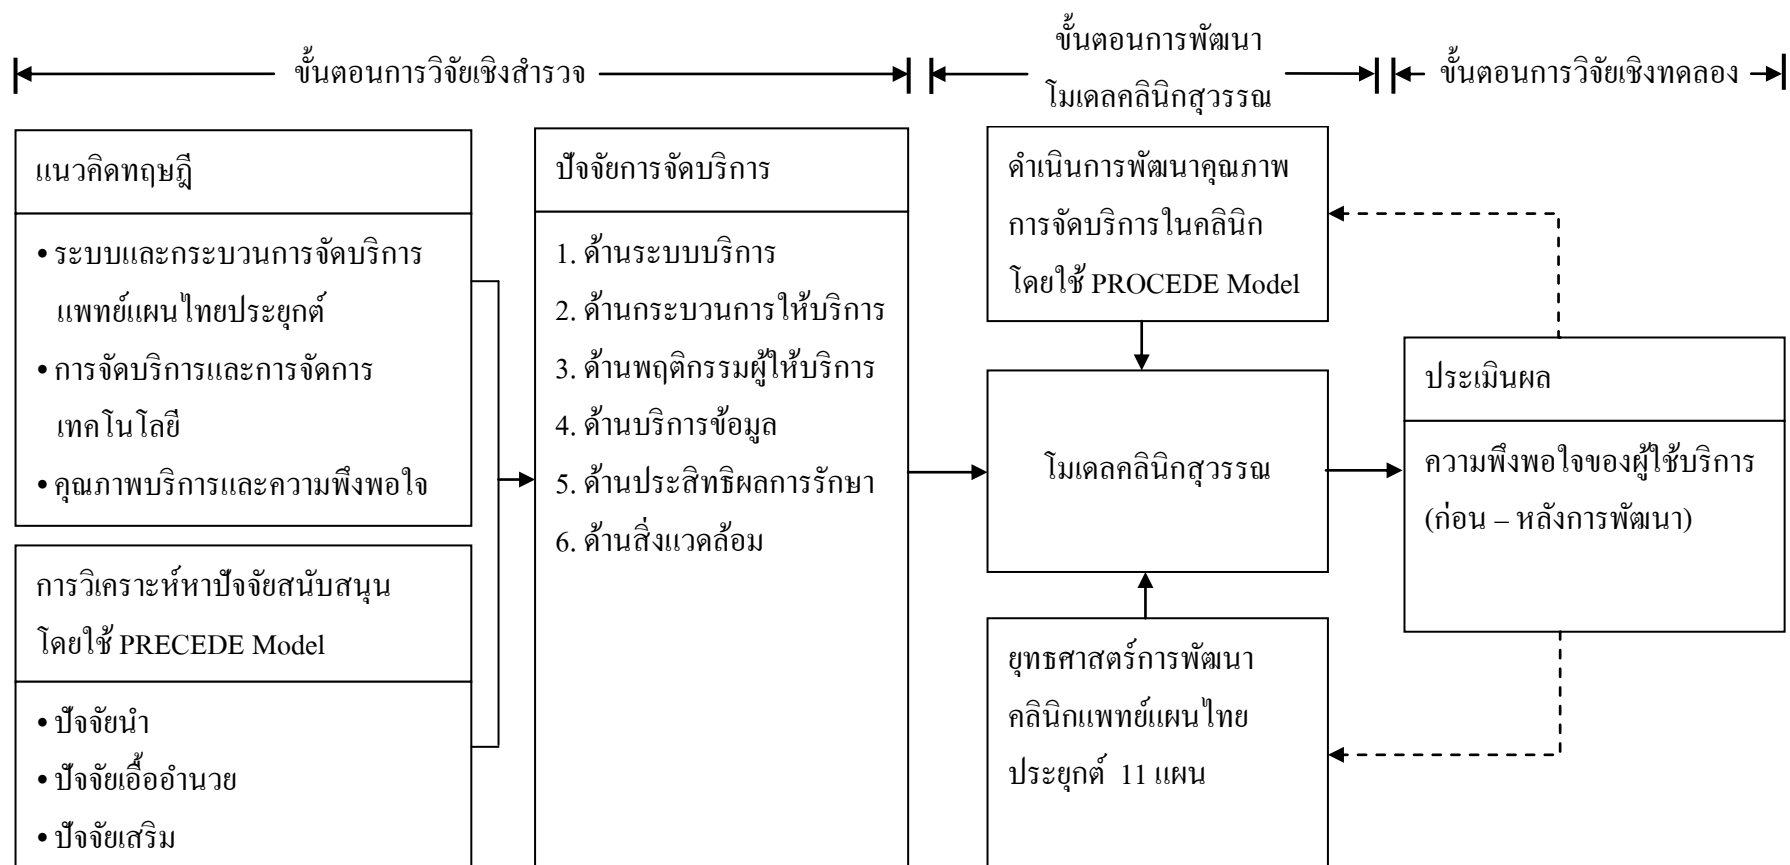 ขั้นตอนการวิจัยเชิงสำรวจ
ขั้นตอนการพัฒนา
โมเดลคลินิกสุวรรณ
ขั้นตอนการวิจัยเชิงทดลอง
แนวคิดทฤษฎี
• ระบบและกระบวนการจัดบริการ
แพทย์แผนไทยประยุกต์
• การจัดบริการและการจัดการ
เทคโนโลยี
• คุณภาพบริการและความพึงพอใจ
การวิเคราะห์หาปัจจัยสนับสนุน
โดยใช้ PRECEDE Model
• ปัจจัยนำ
• ปัจจัยเอื้ออำนวย
• ปัจจัยเสริม
ปัจจัยการจัดบริการ
1. ด้านระบบบริการ
2. ด้านกระบวนการให้บริการ
3. ด้านพฤติกรรมผู้ให้บริการ
4. ด้านบริการข้อมูล
5. ด้านประสิทธิผลการรักษา
6. ด้านสิ่งแวดล้อม
ดำเนินการพัฒนาคุณภาพ
การจัดบริการในคลินิก
โดยใช้ PROCEDE Model
โมเดลคลินิกสุวรรณ
ยุทธศาสตร์การพัฒนา
คลินิกแพทย์แผนไทย
ประยุกต์ 11 แผน
ประเมินผล
ความพึงพอใจของผู้ใช้บริการ
(ก่อน – หลังการพัฒนา)